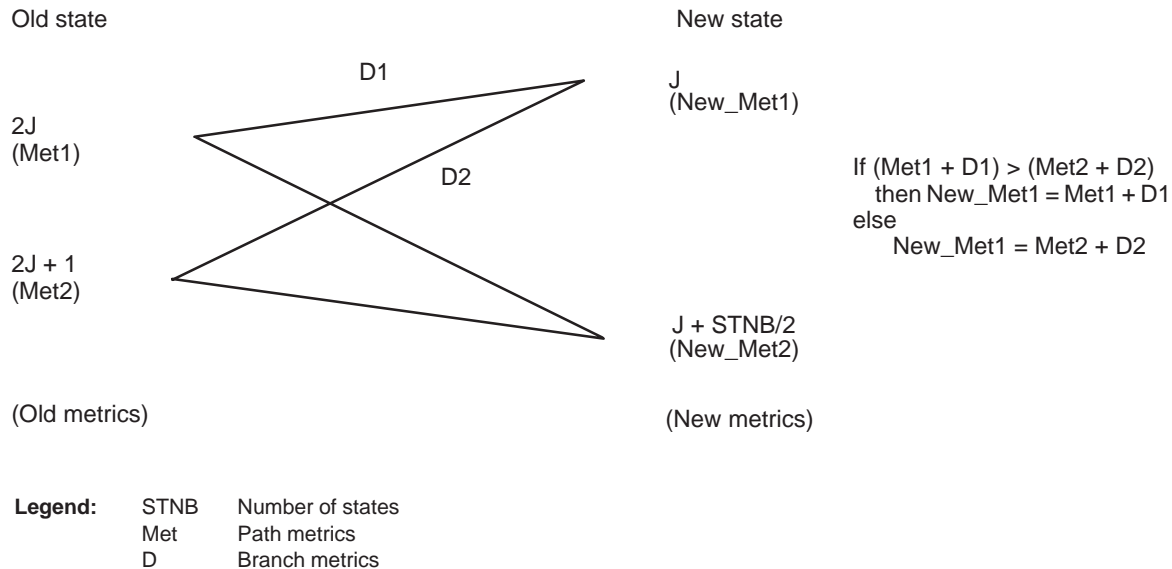 Old state
New state
D1
J
(New_Met1)
2J
(Met1)
D2
If (Met1 + D1) > (Met2 + D2)
then New_Met1 = Met1 + D1
else
New_Met1 = Met2 + D2
2J + 1
(Met2)
J + STNB/2
(New_Met2)
(Old metrics)
(New metrics)
Legend: STNB Number of states
Met Path metrics
D Branch metrics